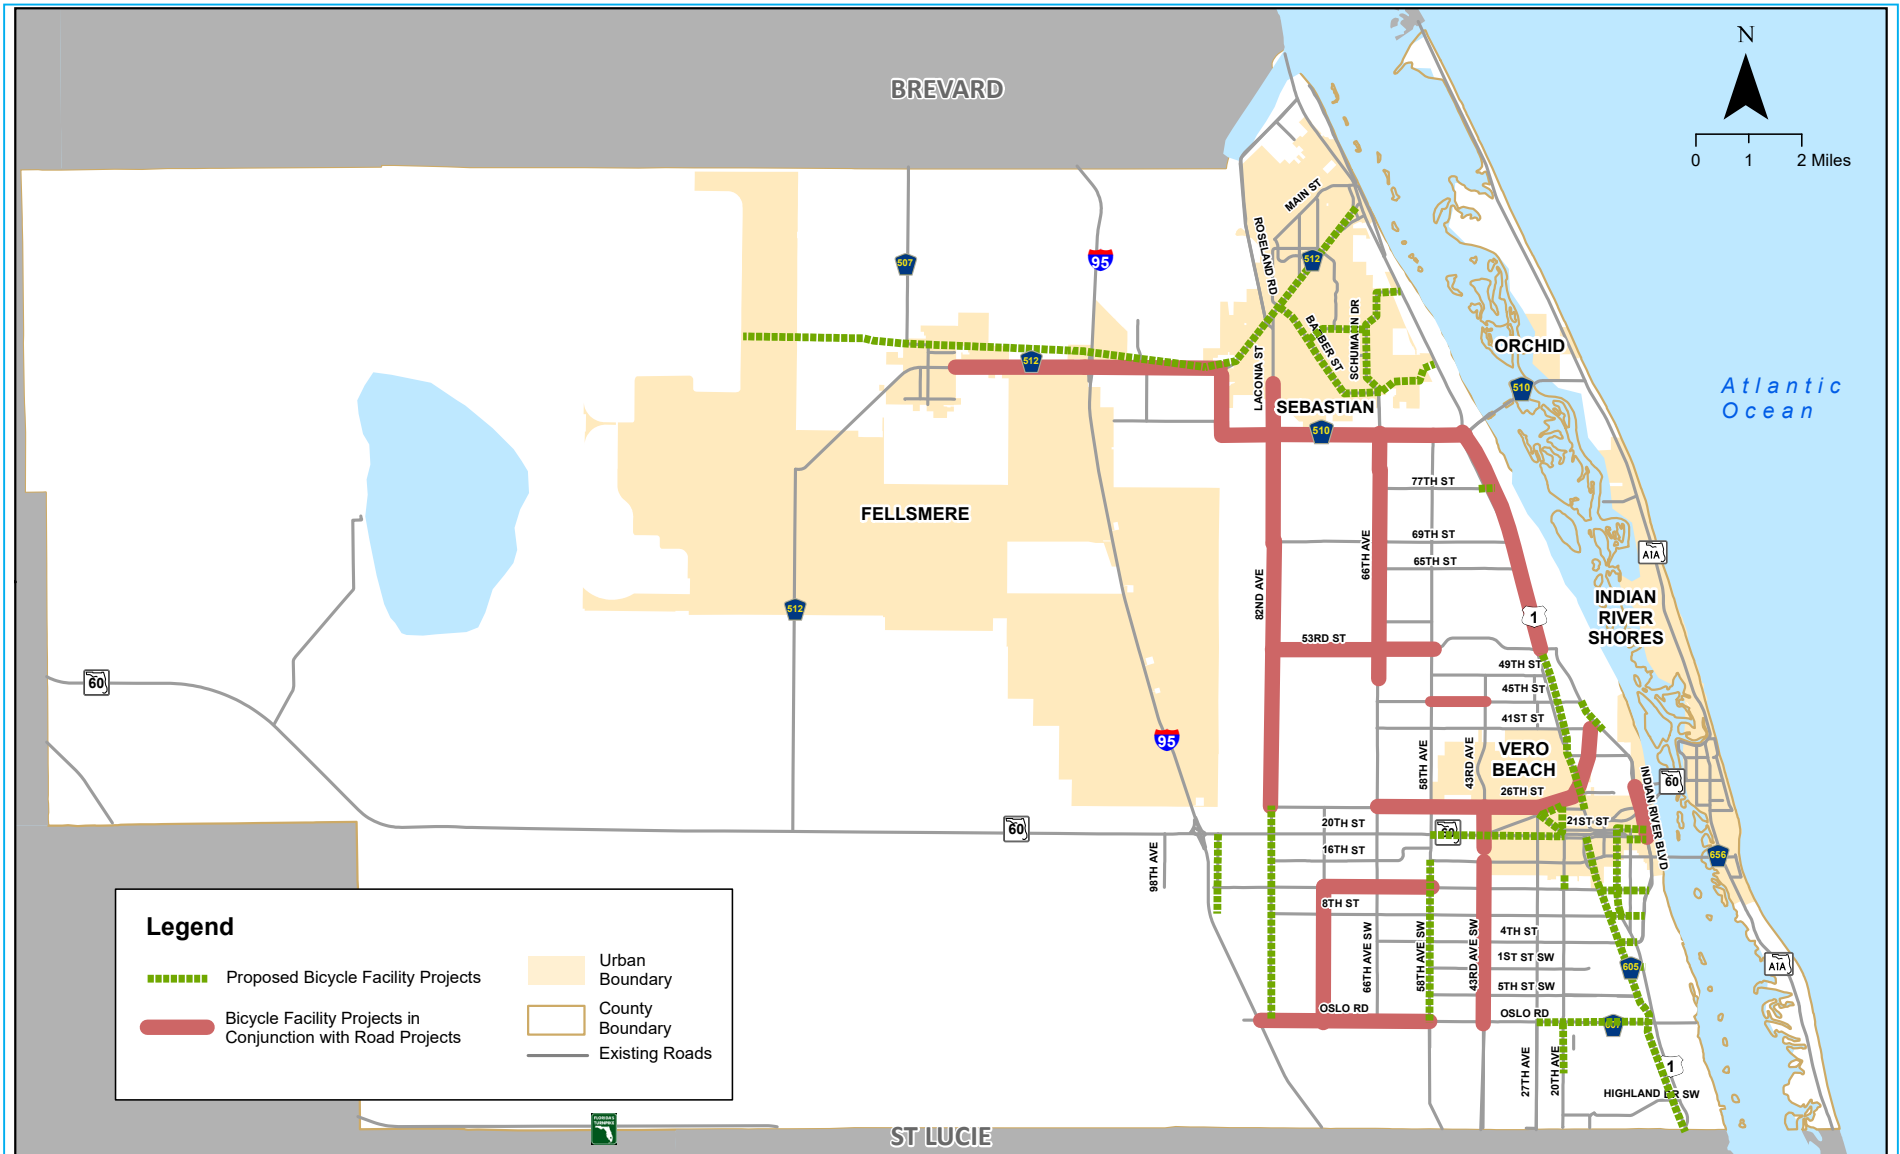 BREVARD
N
0 1 2 Miles
MAIN ST
ROSELAND RD
512
507
95
BARBER ST
SCHUMANN DR
ORCHID
512
LACONIA ST
510
Atlantic
Ocean
SEBASTIAN
510
77TH ST
FELLSMERE
69TH ST
66TH AVE
65TH ST
A1A
82ND AVE
512
INDIAN
RIVER
SHORES
1
53RD ST
49TH ST
60
45TH ST
41ST ST
95
VERO
BEACH
58TH AVE
43RD AVE
60
INDIAN RIVER BLVD
26TH ST
20TH ST
60
21ST ST
60
16TH ST
98TH AVE
656
8TH ST
4TH ST
66TH AVE SW
58TH AVE SW
43RD AVE SW
1ST ST SW
605
A1A
5TH ST SW
OSLO RD
OSLO RD
607
27TH AVE
20TH AVE
1
HIGHLAND DR SW
Legend
Proposed Bicycle Facility Projects
Bicycle Facility Projects in
Conjunction with Road Projects
Urban
Boundary
County
Boundary
Existing Roads
FLORIDA'S
TURNPIKE
ST LUCIE